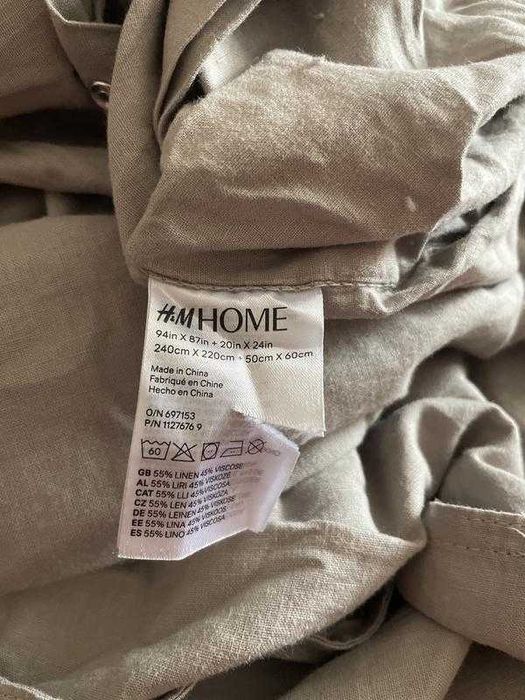 H&M HOME
94in X 87in + 20in X 24in
240cm X 220cm + 50cm X 60cm
Made in China
Fabriqué en Chine
Hecho en China
O/N 697153
P/N 1127676 9
60
GB 55% LINEN 45% VISCOSE
AL 55% LIRI 45% VISKOZË
CAT 55% LLI 45% VISCOSA
CZ 55% LEN 45% VISKÓZA
DE 55% LEINEN 45% VISKOSE
EE 55% LINA 45% VISKOOS
ES 55% LINO 45% VISCOSA